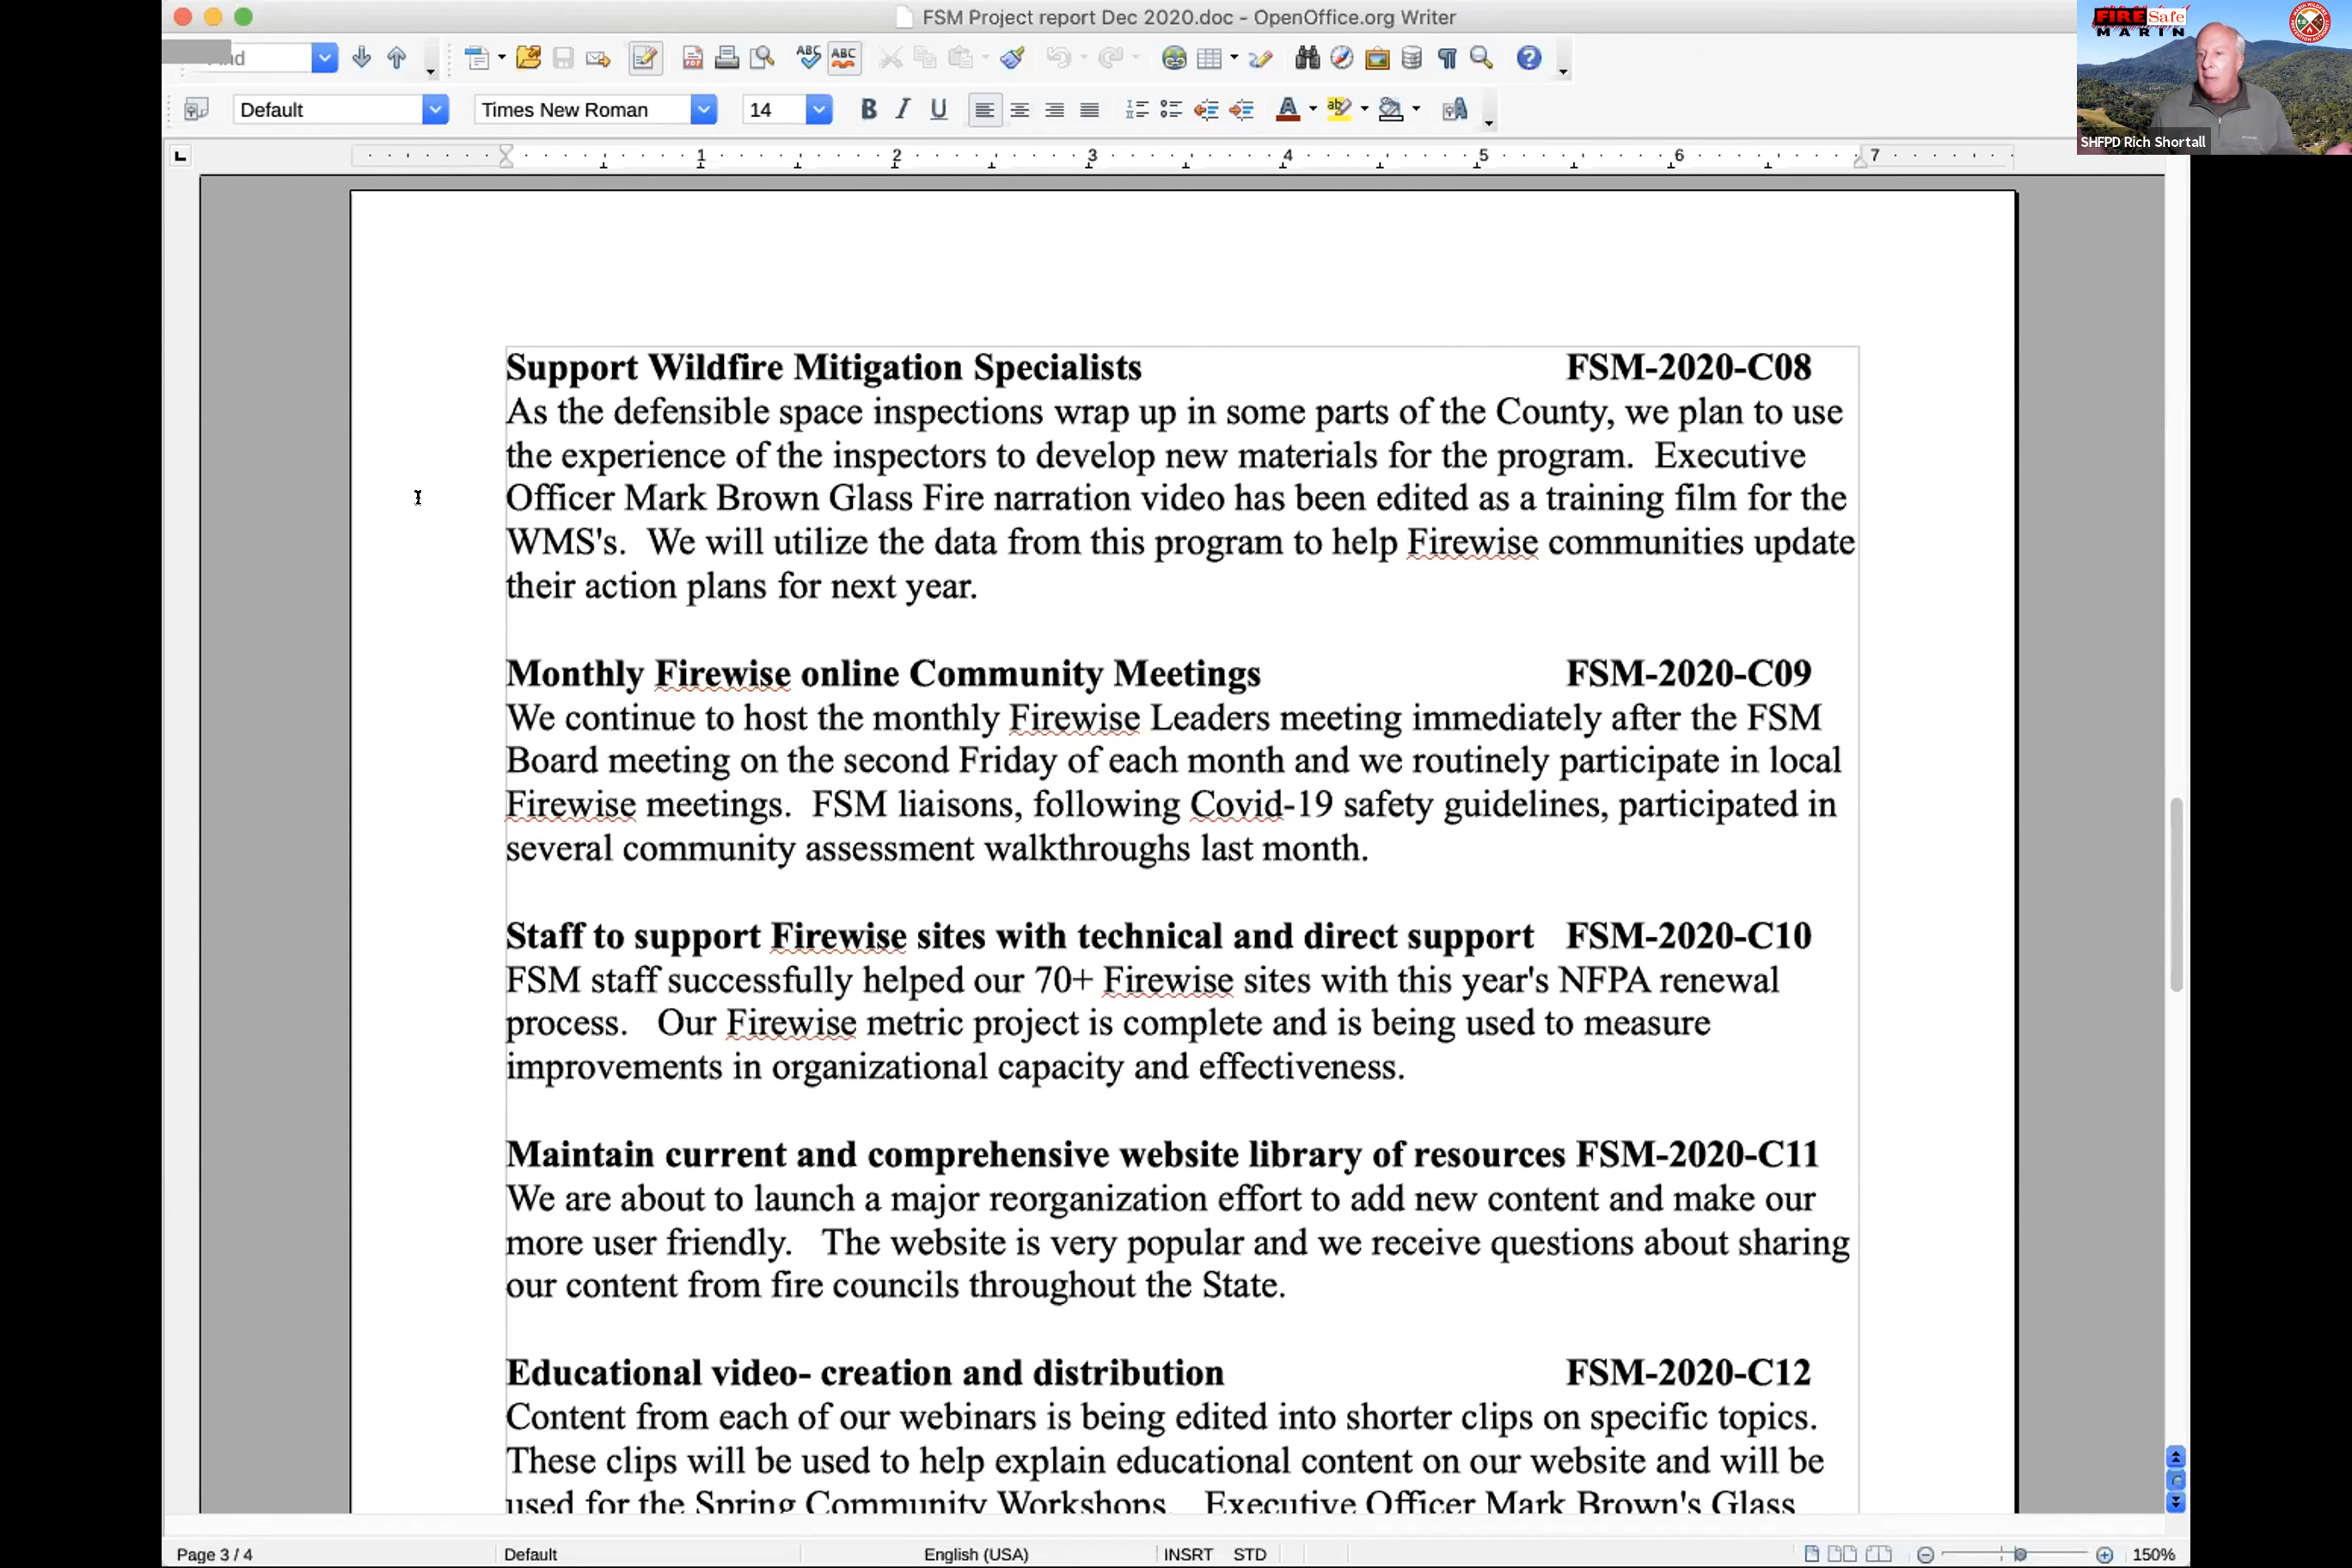 FSM Project report Dec 2020.doc - OpenOffice.org Writer
FIRE Safe
MARIN
SHFPD Rich Shortall
Default
Times New Roman
14
B I U
1 2 3 4 5 6 7
Support Wildfire Mitigation Specialists FSM-2020-C08
As the defensible space inspections wrap up in some parts of the County, we plan to use
the experience of the inspectors to develop new materials for the program. Executive
Officer Mark Brown Glass Fire narration video has been edited as a training film for the
WMS's. We will utilize the data from this program to help Firewise communities update
their action plans for next year.
Monthly Firewise online Community Meetings FSM-2020-C09
We continue to host the monthly Firewise Leaders meeting immediately after the FSM
Board meeting on the second Friday of each month and we routinely participate in local
Firewise meetings. FSM liaisons, following Covid-19 safety guidelines, participated in
several community assessment walkthroughs last month.
Staff to support Firewise sites with technical and direct support FSM-2020-C10
FSM staff successfully helped our 70+ Firewise sites with this year's NFPA renewal
process. Our Firewise metric project is complete and is being used to measure
improvements in organizational capacity and effectiveness.
Maintain current and comprehensive website library of resources FSM-2020-C11
We are about to launch a major reorganization effort to add new content and make our
more user friendly. The website is very popular and we receive questions about sharing
our content from fire councils throughout the State.
Educational video- creation and distribution FSM-2020-C12
Content from each of our webinars is being edited into shorter clips on specific topics.
These clips will be used to help explain educational content on our website and will be
used for the Spring Community Workshops. Executive Officer Mark Brown's Glass
Page 3 / 4 Default English (USA) INSRT STD 150%